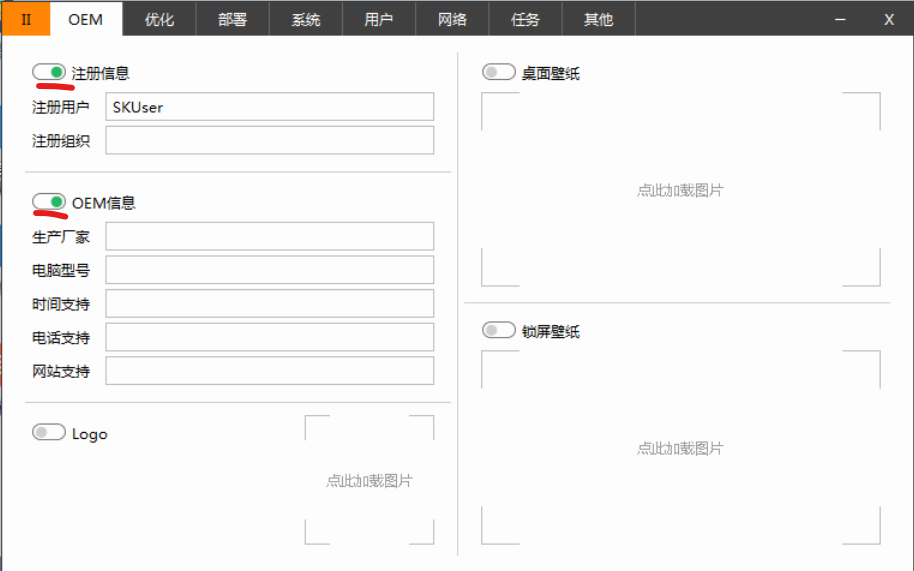 II OEM 优化 部署 系统 用户 网络 任务 其他 — X
注册信息
注册用户 SKUser
注册组织
OEM信息
生产厂家
电脑型号
时间支持
电话支持
网站支持
Logo
点此加载图片
桌面壁纸
点此加载图片
锁屏壁纸
点此加载图片